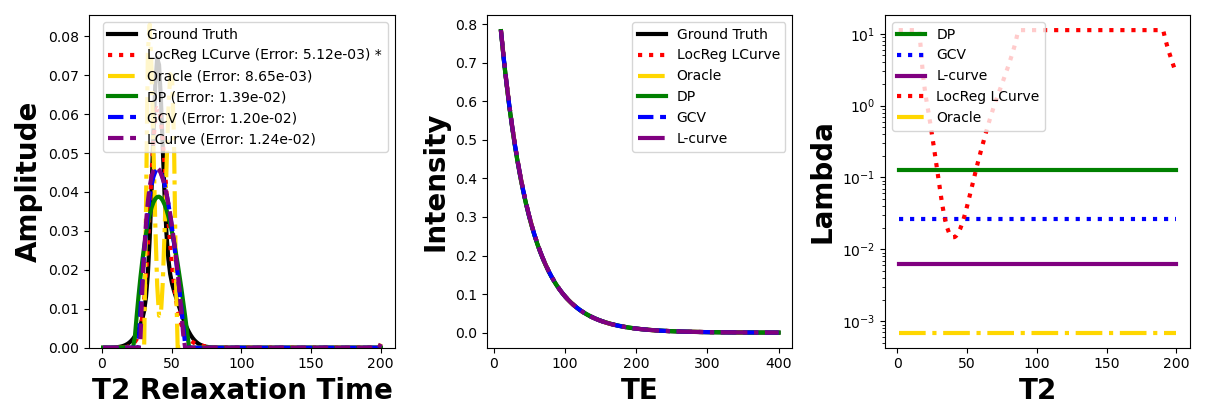 Amplitude
0.08
0.07
0.06
0.05
0.04
0.03
0.02
0.01
0.00
Ground Truth
LocReg LCurve (Error: 5.12e-03) *
Oracle (Error: 8.65e-03)
DP (Error: 1.39e-02)
GCV (Error: 1.20e-02)
LCurve (Error: 1.24e-02)
0 50 100 150 200
T2 Relaxation Time
Intensity
0.8
0.7
0.6
0.5
0.4
0.3
0.2
0.1
0.0
Ground Truth
LocReg LCurve
Oracle
DP
GCV
L-curve
0 100 200 300 400
TE
Lambda
10¹
10⁰
10⁻¹
10⁻²
10⁻³
DP
GCV
L-curve
LocReg LCurve
Oracle
0 50 100 150 200
T2